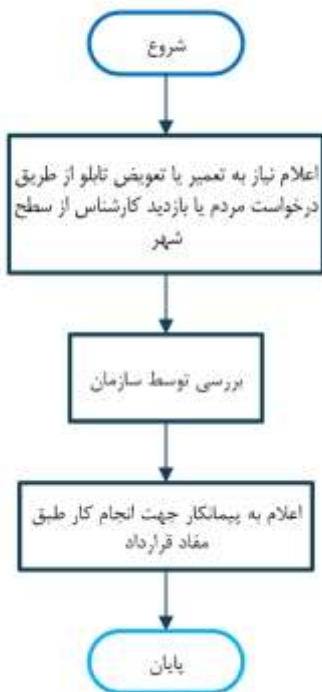 شروع
اعلام نیاز به تعمیر یا تعویض تابلو از طریق
درخواست مردم یا بازدید کارشناس از سطح
شهر
بررسی توسط سازمان
اعلام به پیمانکار جهت انجام کار طبق
مفاد قرارداد
پایان